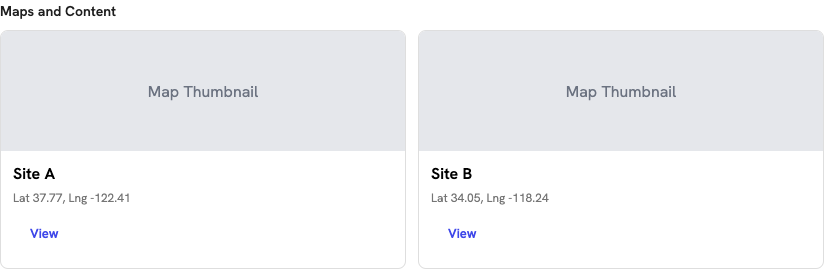 Maps and Content
Map Thumbnail
Site A
Lat 37.77, Lng -122.41
View
Map Thumbnail
Site B
Lat 34.05, Lng -118.24
View